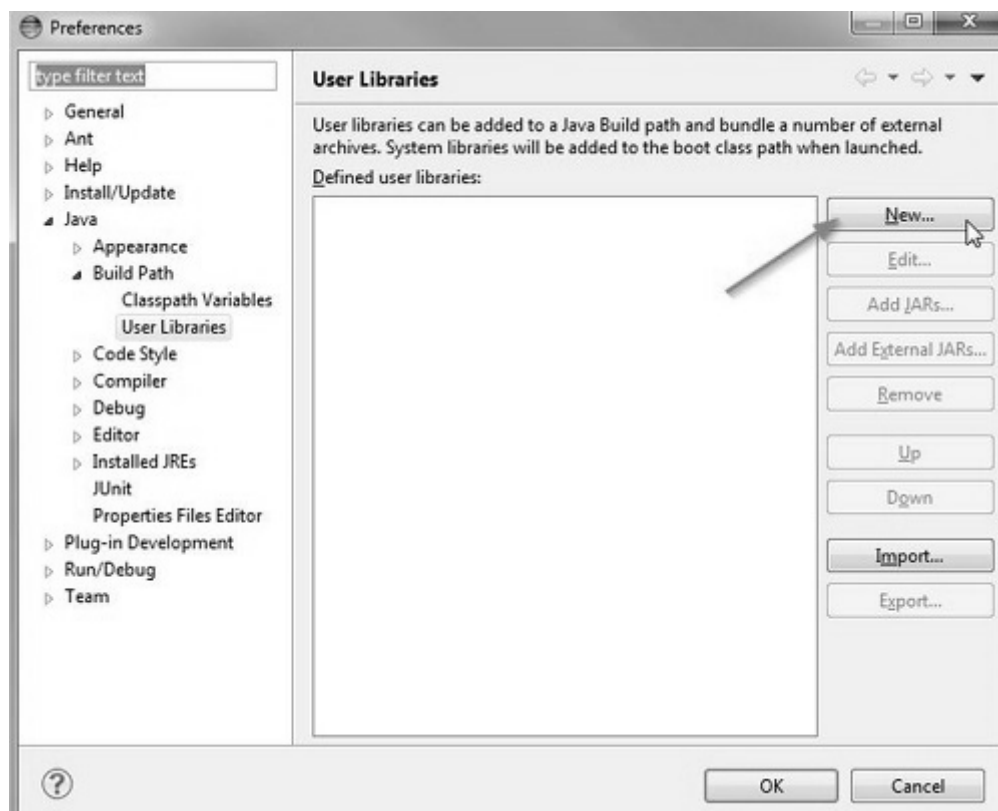 Preferences
type filter text
General
Ant
Help
Install/Update
Java
Appearance
Build Path
Classpath Variables
User Libraries
Code Style
Compiler
Debug
Editor
Installed JREs
JUnit
Properties Files Editor
Plug-in Development
Run/Debug
Team
User Libraries
User libraries can be added to a Java Build path and bundle a number of external
archives. System libraries will be added to the boot class path when launched.
Defined user libraries:
New...
Edit...
Add JARs...
Add External JARs...
Remove
Up
Down
Import...
Export...
?
OK
Cancel